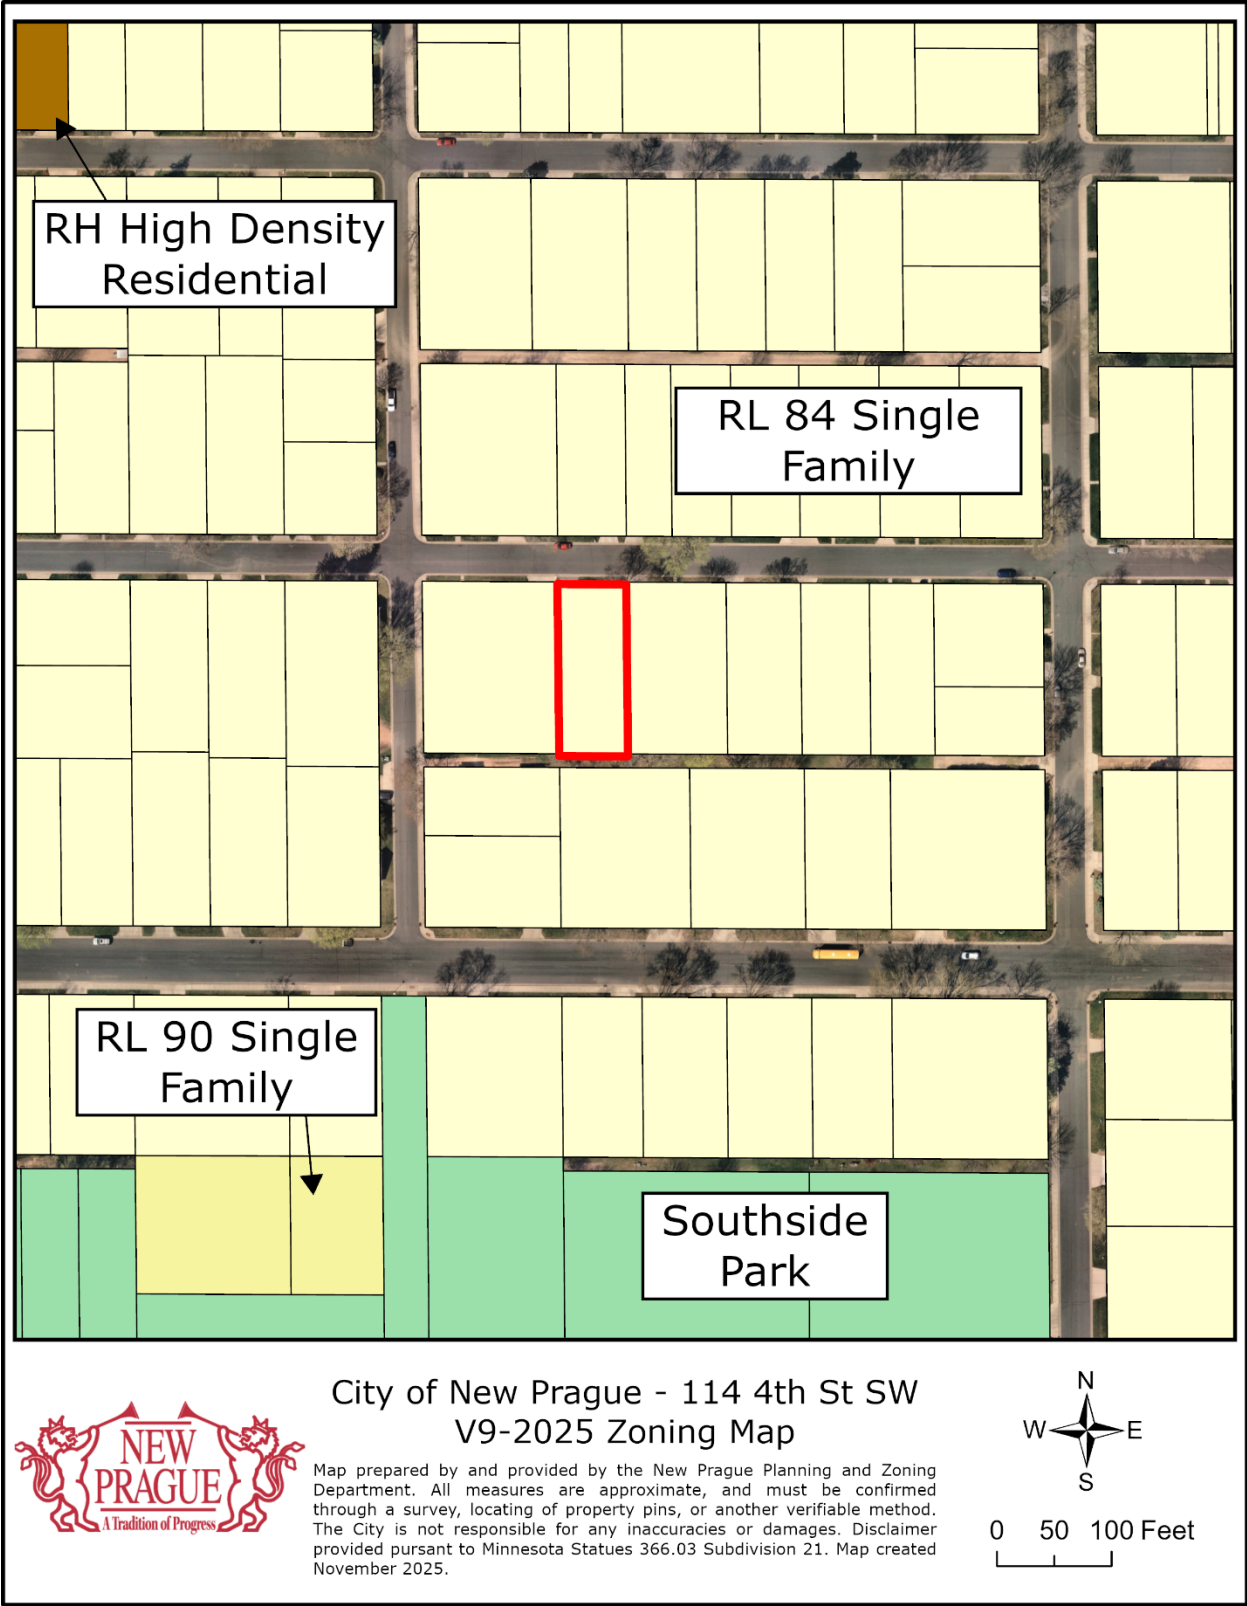 RH High Density
Residential
RL 84 Single
Family
RL 90 Single
Family
Southside
Park
NEW
PRAGUE
A Tradition of Progress
City of New Prague - 114 4th St SW
V9-2025 Zoning Map
Map prepared by and provided by the New Prague Planning and Zoning
Department. All measures are approximate, and must be confirmed
through a survey, locating of property pins, or another verifiable method.
The City is not responsible for any inaccuracies or damages. Disclaimer
provided pursuant to Minnesota Statues 366.03 Subdivision 21. Map created
November 2025.
N
W E
S
0 50 100 Feet